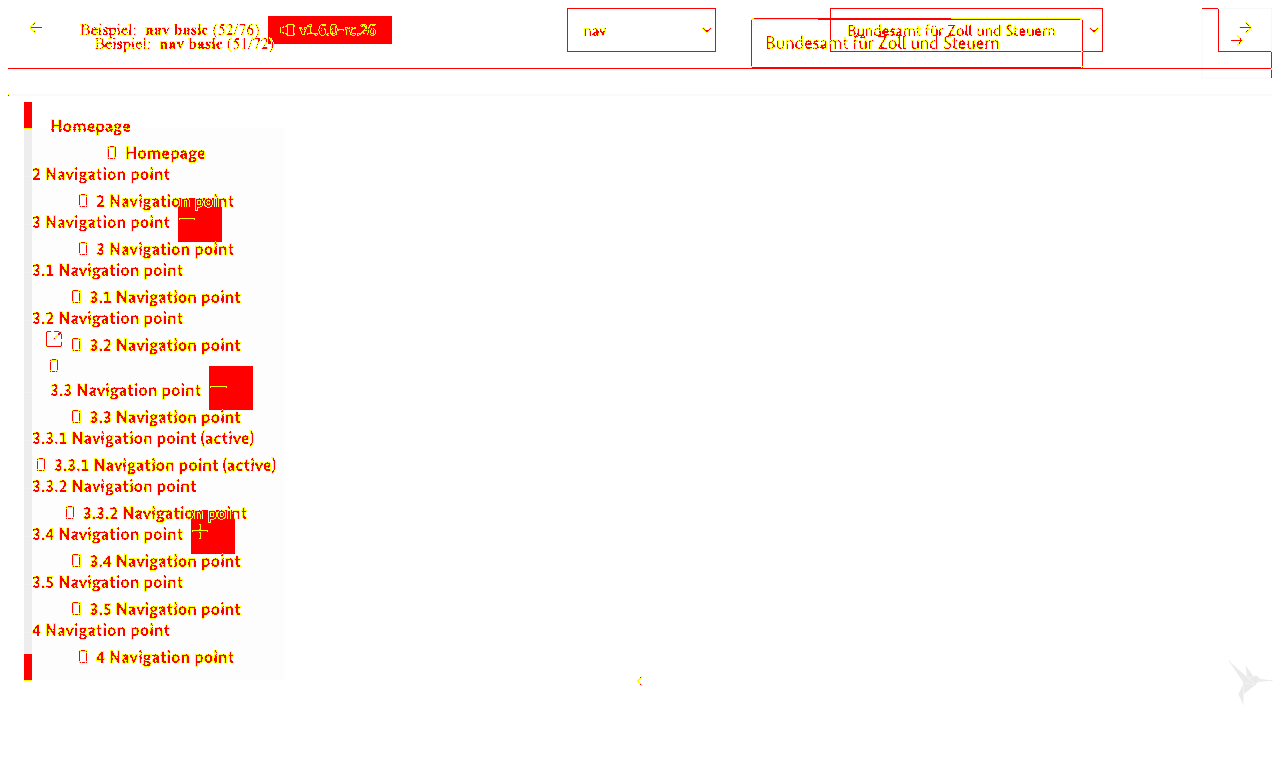 Beispiel: nav basic (52/76) v1.6.0-rc.26 nav Bundesamt für Zoll und Steuern
Beispiel: nav basic (51/72) Bundesamt für Zoll und Steuern
Homepage
Homepage
2 Navigation point
2 Navigation point
3 Navigation point
3 Navigation point
3.1 Navigation point
3.1 Navigation point
3.2 Navigation point
3.2 Navigation point
3.3 Navigation point
3.3 Navigation point
3.3.1 Navigation point (active)
3.3.1 Navigation point (active)
3.3.2 Navigation point
3.3.2 Navigation point
3.4 Navigation point
3.4 Navigation point
3.5 Navigation point
3.5 Navigation point
4 Navigation point
4 Navigation point